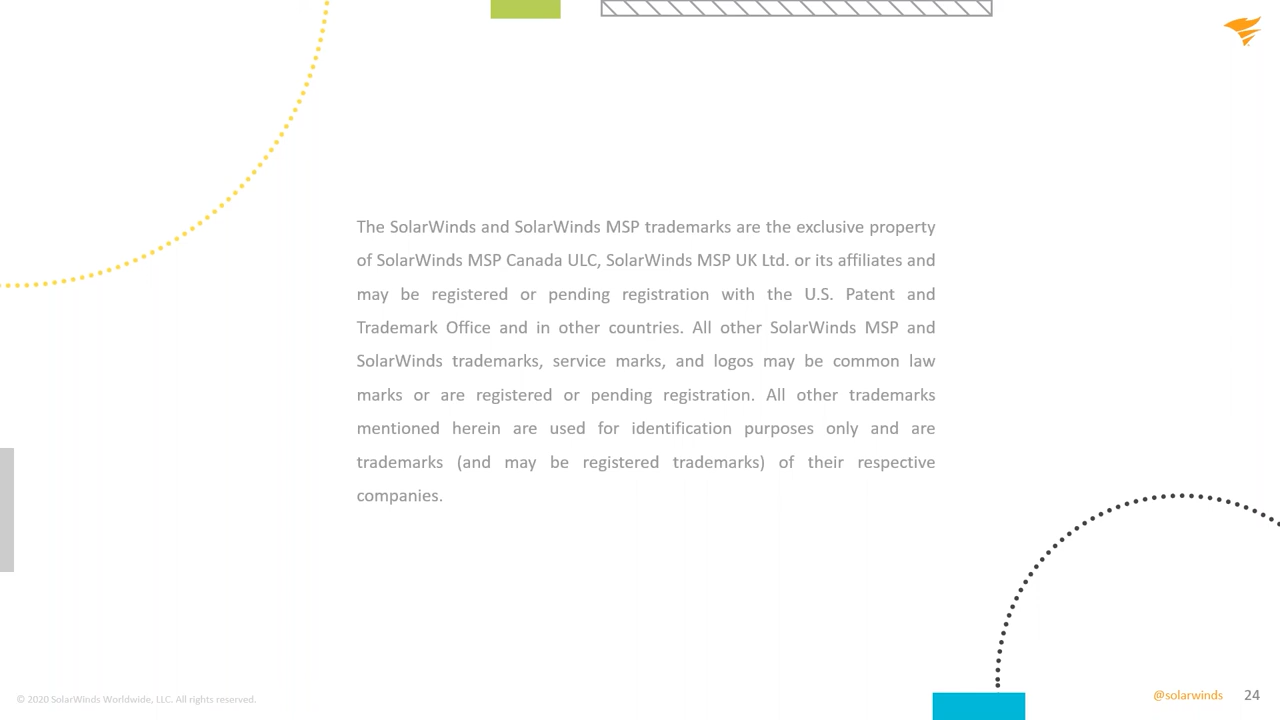 The SolarWinds and SolarWinds MSP trademarks are the exclusive property
of SolarWinds MSP Canada ULC, SolarWinds MSP UK Ltd. or its affiliates and
may be registered or pending registration with the U.S. Patent and
Trademark Office and in other countries. All other SolarWinds MSP and
SolarWinds trademarks, service marks, and logos may be common law
marks or are registered or pending registration. All other trademarks
mentioned herein are used for identification purposes only and are
trademarks (and may be registered trademarks) of their respective
companies.
© 2020 SolarWinds Worldwide, LLC. All rights reserved.
@solarwinds 24